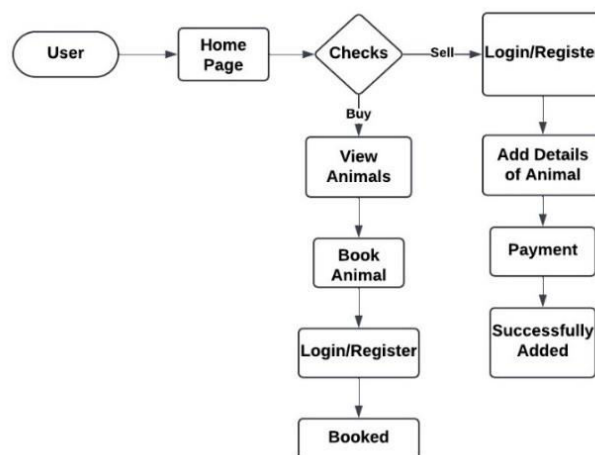 User
Home
Page
Checks
Sell
Login/Register
Buy
View
Animals
Book
Animal
Login/Register
Booked
Add Details
of Animal
Payment
Successfully
Added